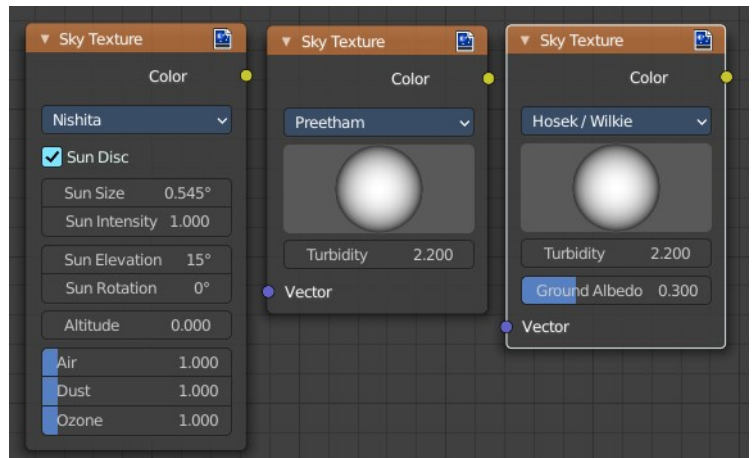 Sky Texture
Color
Nishita
Sun Disc
Sun Size 0.545°
Sun Intensity 1.000
Sun Elevation 15°
Sun Rotation 0°
Altitude 0.000
Air 1.000
Dust 1.000
Ozone 1.000
Sky Texture
Color
Preetham
Turbidity 2.200
Vector
Sky Texture
Color
Hosek / Wilkie
Turbidity 2.200
Ground Albedo 0.300
Vector